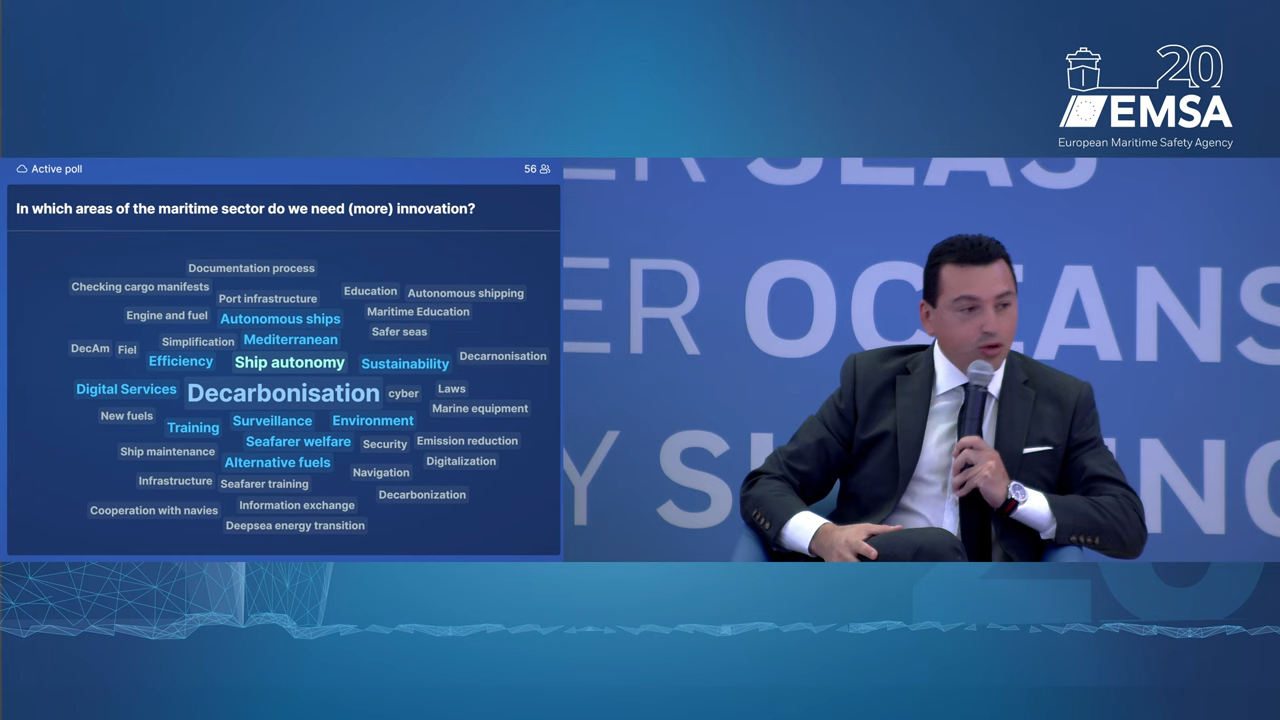 20
EMSA
European Maritime Safety Agency
Active poll
56
In which areas of the maritime sector do we need (more) innovation?
Documentation process
Checking cargo manifests
Education
Autonomous shipping
Port infrastructure
Maritime Education
Engine and fuel
Autonomous ships
Safer seas
Simplification
Mediterranean
DecAm
Fiel
Decarnonisation
Efficiency
Ship autonomy
Sustainability
Digital Services
Decarbonisation
cyber
Laws
New fuels
Marine equipment
Training
Surveillance
Environment
Seafarer welfare
Security
Emission reduction
Ship maintenance
Alternative fuels
Digitalization
Navigation
Infrastructure
Seafarer training
Decarbonization
Cooperation with navies
Information exchange
Deepsea energy transition
ER SEAS
ER OCEANS
Y S
NG
20